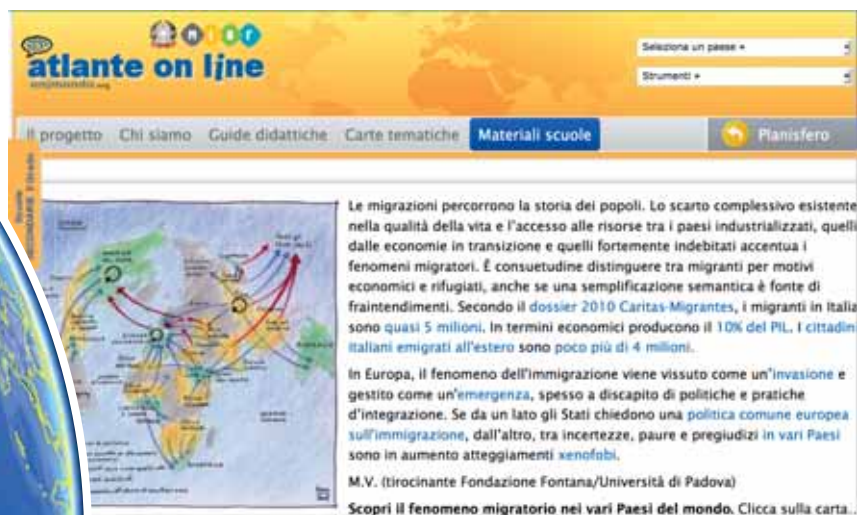 atlante on line
Seleziona un paese
Strumenti
Il progetto Chi siamo Guide didattiche Carte tematiche Materiali scuole Planisfero
Le migrazioni percorrono la storia dei popoli. Lo scarto complessivo esistente
nella qualità della vita e l'accesso alle risorse tra i paesi industrializzati, quelli
dalle economie in transizione e quelli fortemente indebitati accentua i
fenomeni migratori. É consuetudine distinguere tra migranti per motivi
economici e rifugiati, anche se una semplificazione semantica è fonte di
fraintendimenti. Secondo il dossier 2010 Caritas-Migrantes, i migranti in Italia
sono quasi 5 milioni. In termini economici producono il 10% del PIL. I cittadin
italiani emigrati all'estero sono poco più di 4 milioni.
In Europa, il fenomeno dell'immigrazione viene vissuto come un'invasione e
gestito come un'emergenza, spesso a discapito di politiche e pratiche
d'integrazione. Se da un lato gli Stati chiedono una politica comune europea
sull'immigrazione, dall'altro, tra incertezze, paure e pregiudizi in vari Paesi
sono in aumento atteggiamenti xenofobi.
M.V. (tirocinante Fondazione Fontana/Università di Padova)
Scopri il fenomeno migratorio nei vari Paesi del mondo. Clicca sulla carta..